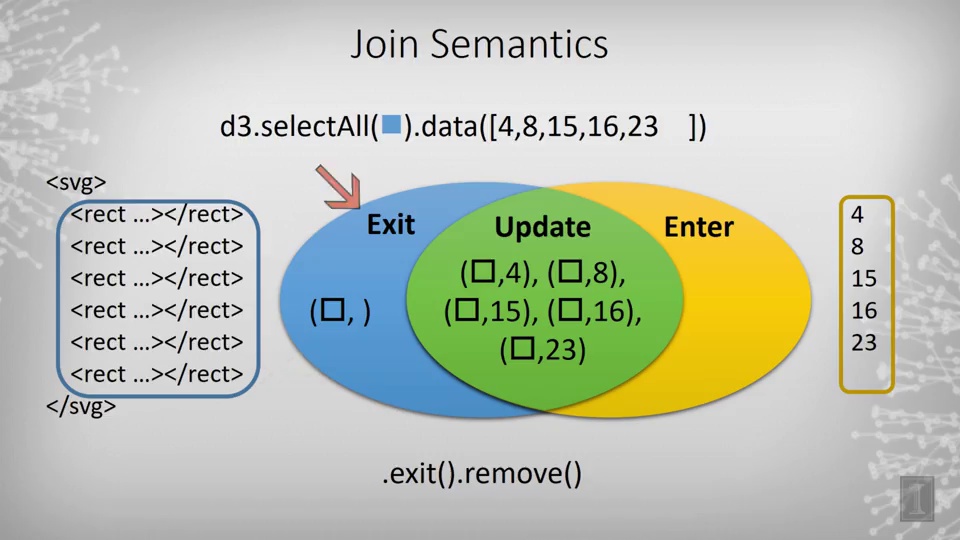 Join Semantics
d3.selectAll(■).data([4,8,15,16,23 ])
<svg>
<rect ...></rect>
<rect ...></rect>
<rect ...></rect>
<rect ...></rect>
<rect ...></rect>
<rect ...></rect>
</svg>
Exit
(□, )
Update
(□,4), (□,8),
(□,15), (□,16),
(□,23)
Enter
4
8
15
16
23
.exit().remove()
I